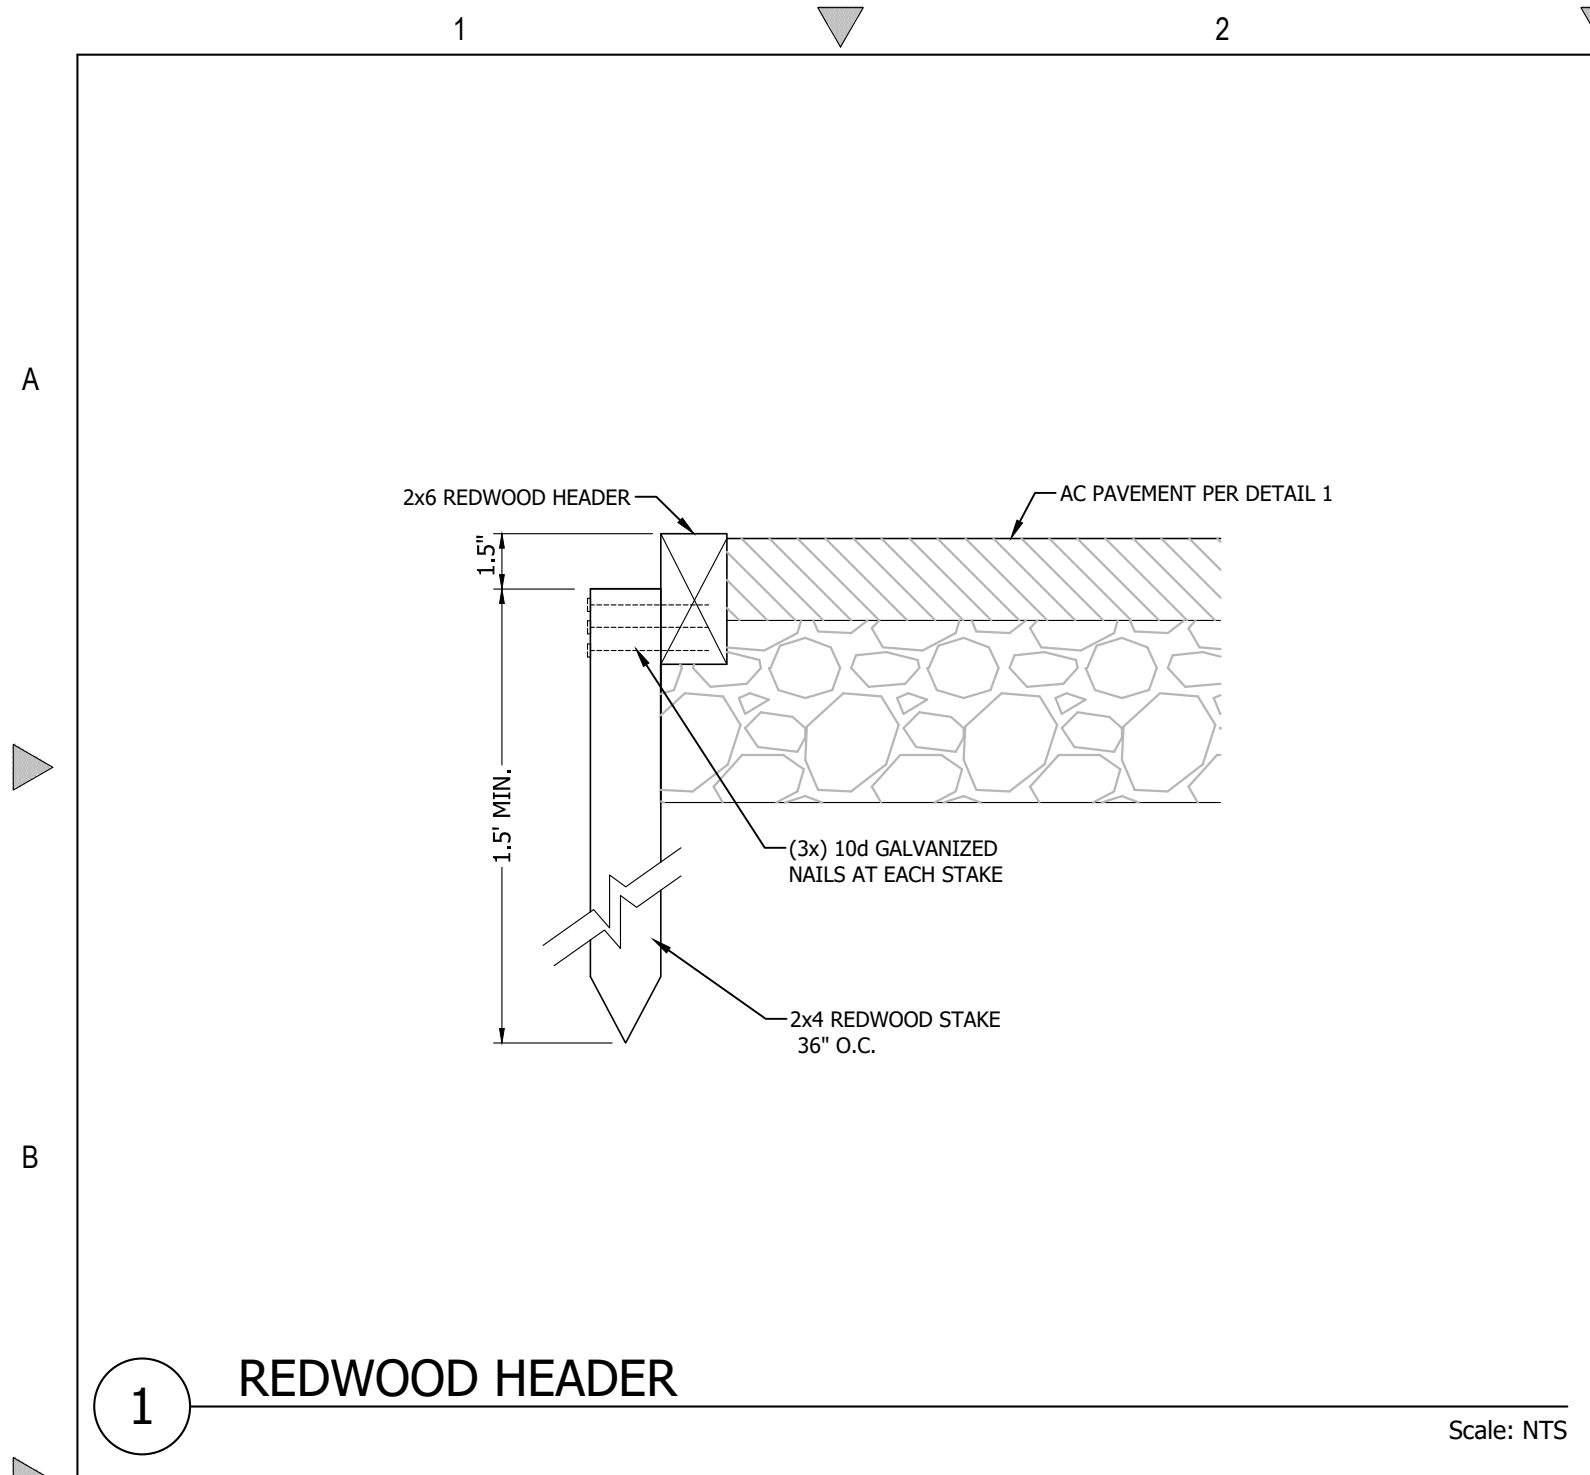 1
2
A
2x6 REDWOOD HEADER
AC PAVEMENT PER DETAIL 1
1.5"
1.5' MIN.
(3x) 10d GALVANIZED
NAILS AT EACH STAKE
2x4 REDWOOD STAKE
36" O.C.
B
1
REDWOOD HEADER
Scale: NTS